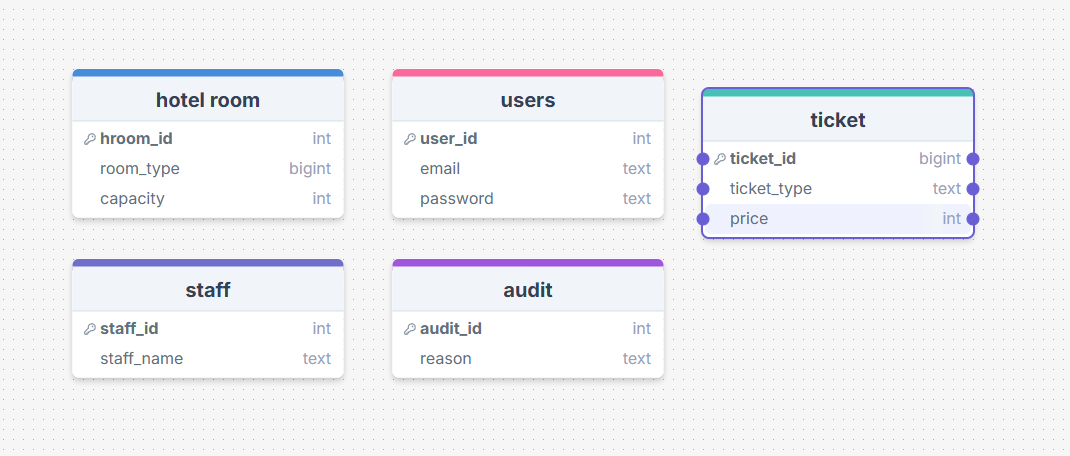 hotel room
hroom_id int
room_type bigint
capacity int
users
user_id int
email text
password text
ticket
ticket_id bigint
ticket_type text
price int
staff
staff_id int
staff_name text
audit
audit_id int
reason text